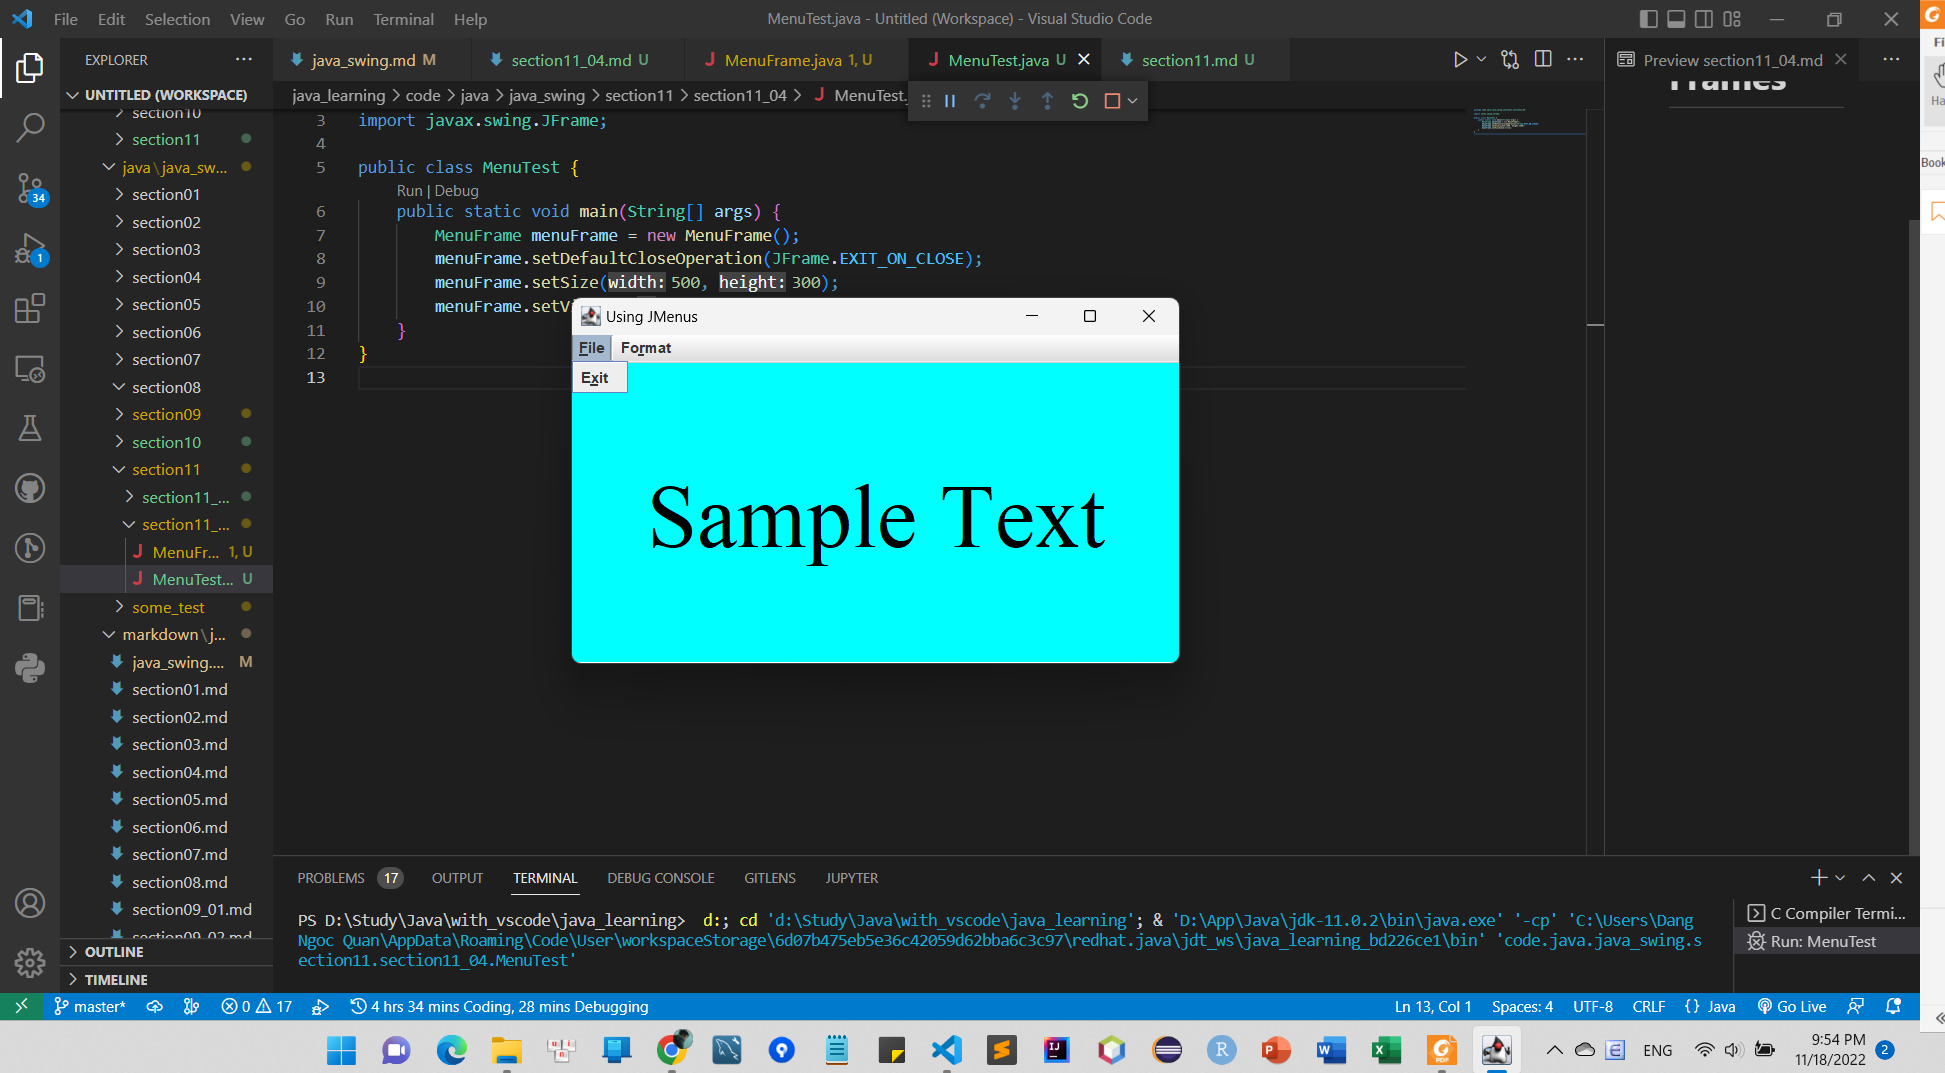 File Edit Selection View Go Run Terminal Help
MenuTest.java - Untitled (Workspace) - Visual Studio Code
EXPLORER
UNTITLED (WORKSPACE)
section10
section11
java\java_sw...
section01
section02
section03
section04
section05
section06
section07
section08
section09
section10
section11
section11_...
section11_...
MenuFr... 1, U
MenuTest... U
some_test
markdown\j...
java_swing.... M
section01.md
section02.md
section03.md
section04.md
section05.md
section06.md
section07.md
section08.md
section09_01.md
section09_02.md
OUTLINE
TIMELINE
34
1
java_swing.md M
section11_04.md U
MenuFrame.java 1, U
MenuTest.java U
section11.md U
Preview section11_04.md
java_learning > code > java > java_swing > section11 > section11_04 > MenuTest.
3 import javax.swing.JFrame;
4
5 public class MenuTest {
Run | Debug
6 public static void main(String[] args) {
7 MenuFrame menuFrame = new MenuFrame();
8 menuFrame.setDefaultCloseOperation(JFrame.EXIT_ON_CLOSE);
9 menuFrame.setSize(width: 500, height: 300);
10 menuFrame.setVi
11 }
12 }
13
Using JMenus
File Format
Exit
Sample Text
Frames
Fi
Ha
Book
PROBLEMS 17 OUTPUT TERMINAL DEBUG CONSOLE GITLENS JUPYTER
PS D:\Study\Java\with_vscode\java_learning> d:; cd 'd:\Study\Java\with_vscode\java_learning'; & 'D:\App\Java\jdk-11.0.2\bin\java.exe' '-cp' 'C:\Users\Dang
Ngoc Quan\AppData\Roaming\Code\User\workspaceStorage\6d07b475eb5e36c42059d62bba6c3c97\redhat.java\jdt_ws\java_learning_bd226ce1\bin' 'code.java.java_swing.s
ection11.section11_04.MenuTest'
C Compiler Termi...
Run: MenuTest
master* 0 17 4 hrs 34 mins Coding, 28 mins Debugging
Ln 13, Col 1 Spaces: 4 UTF-8 CRLF {} Java Go Live
ENG
9:54 PM
11/18/2022
2